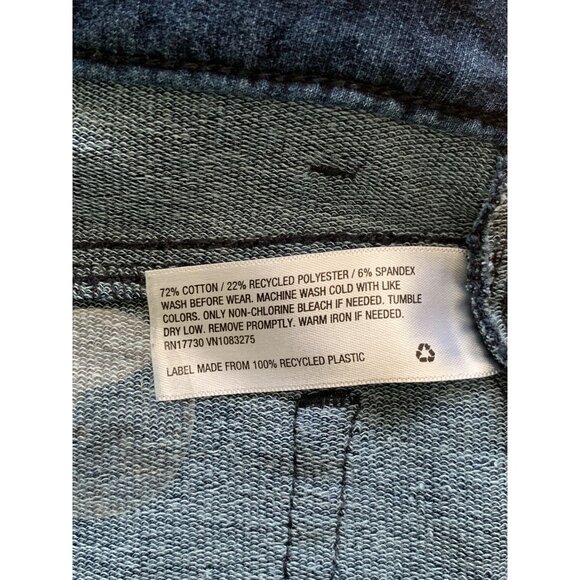 72% COTTON / 22% RECYCLED POLYESTER / 6% SPANDEX
WASH BEFORE WEAR. MACHINE WASH COLD WITH LIKE
COLORS. ONLY NON-CHLORINE BLEACH IF NEEDED. TUMBLE
DRY LOW. REMOVE PROMPTLY. WARM IRON IF NEEDED.
RN17730 VN1083275
LABEL MADE FROM 100% RECYCLED PLASTIC